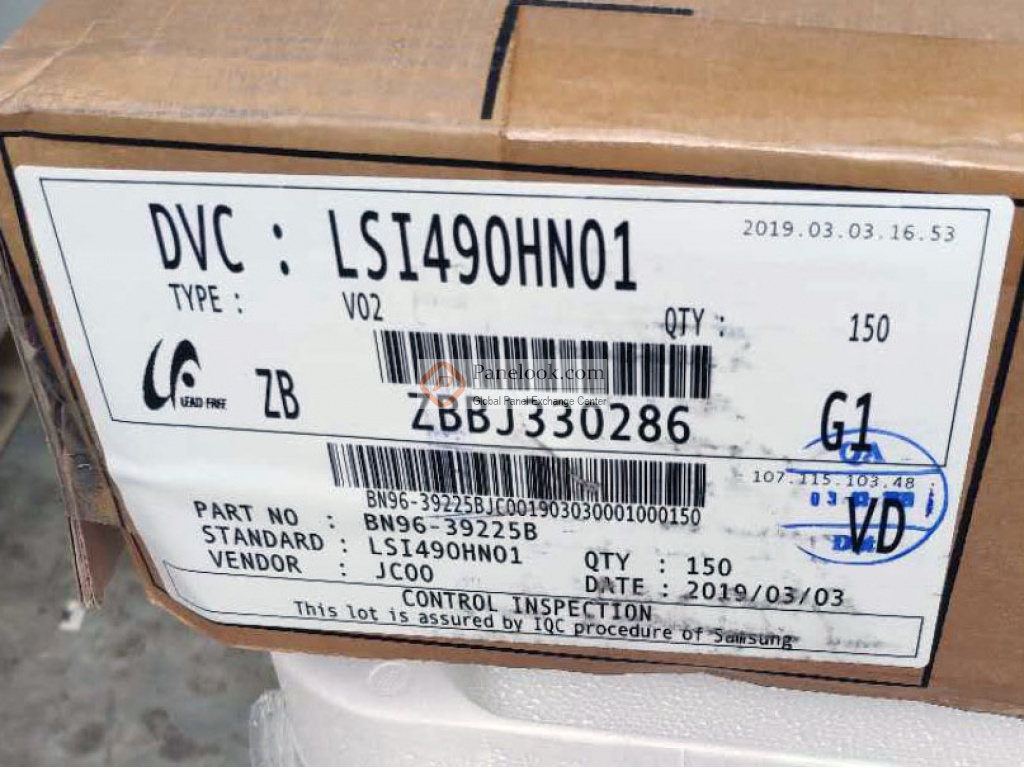 DVC : LSI490HN01
2019.03.03.16.53
TYPE : V02 QTY : 150
LEAD FREE
ZB
Panelook.com
Global Panel Exchange Center
ZBBJ330286
G1
QA
107.115.103.48
BN96-39225BJC001903030001000150
VD
PART NO : BN96-39225B
STANDARD : LSI490HN01 QTY : 150
VENDOR : JC00 DATE : 2019/03/03
CONTROL INSPECTION
This lot is assured by IQC procedure of Samsung